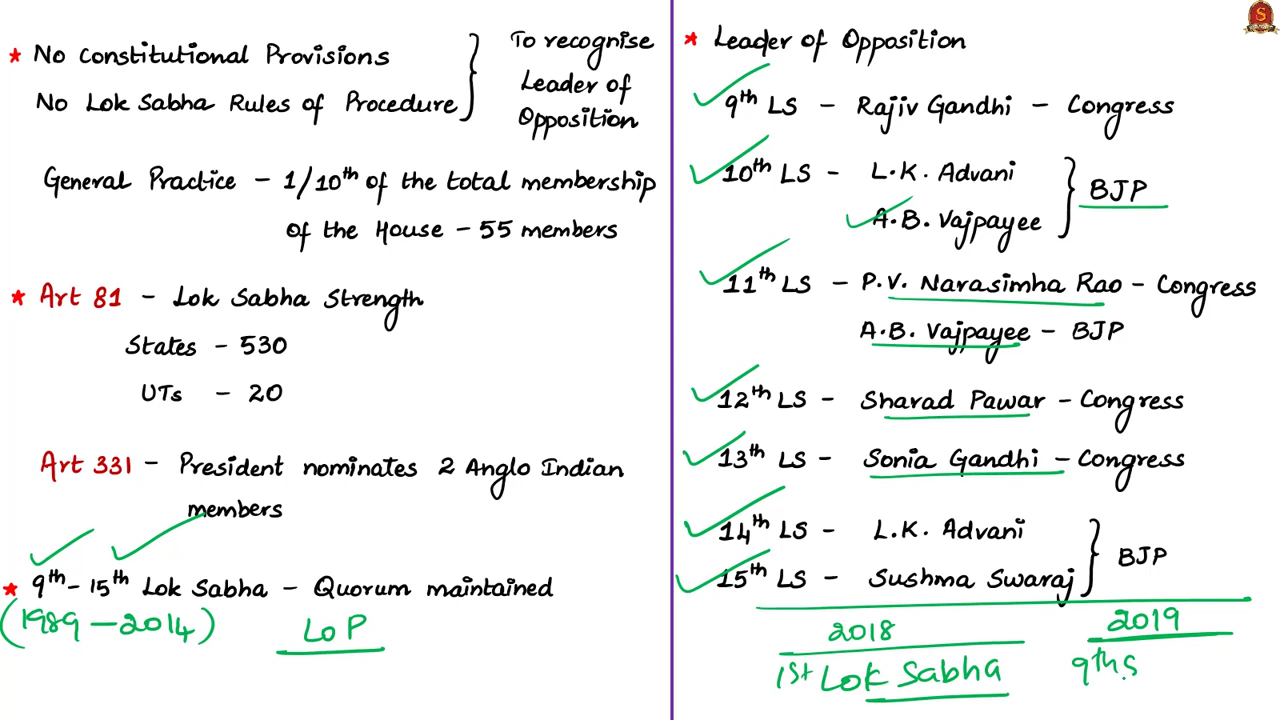 * No Constitutional Provisions
No Lok Sabha Rules of Procedure
To recognise
Leader of
Opposition
General Practice - 1/10th of the total membership
of the House - 55 members
* Art 81 - Lok Sabha Strength
States - 530
UTs - 20
Art 331 - President nominates 2 Anglo Indian
members
* 9th - 15th Lok Sabha - Quorum maintained
(1989 - 2014) LoP
* Leader of Opposition
9th LS - Rajiv Gandhi - Congress
10th LS - L.K. Advani
A.B. Vajpayee
BJP
11th LS - P.V. Narasimha Rao - Congress
A.B. Vajpayee - BJP
12th LS - Sharad Pawar - Congress
13th LS - Sonia Gandhi - Congress
14th LS - L.K. Advani
15th LS - Sushma Swaraj
BJP
2018 2019
1st Lok Sabha 9th S